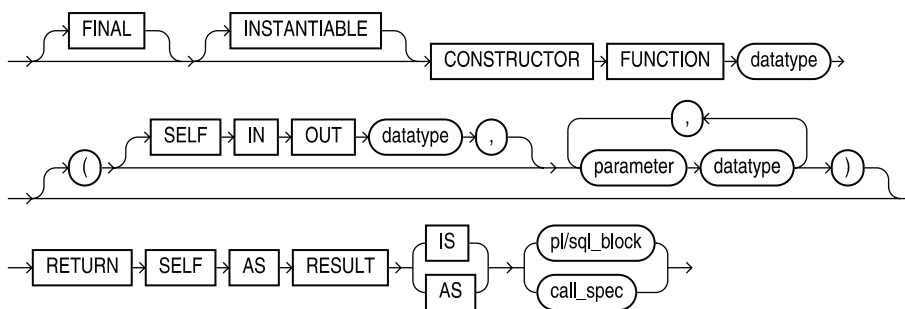 FINAL INSTANTIABLE
CONSTRUCTOR FUNCTION datatype
SELF IN OUT datatype , ,
( parameter datatype )
RETURN SELF AS RESULT IS pl/sql_block
AS call_spec